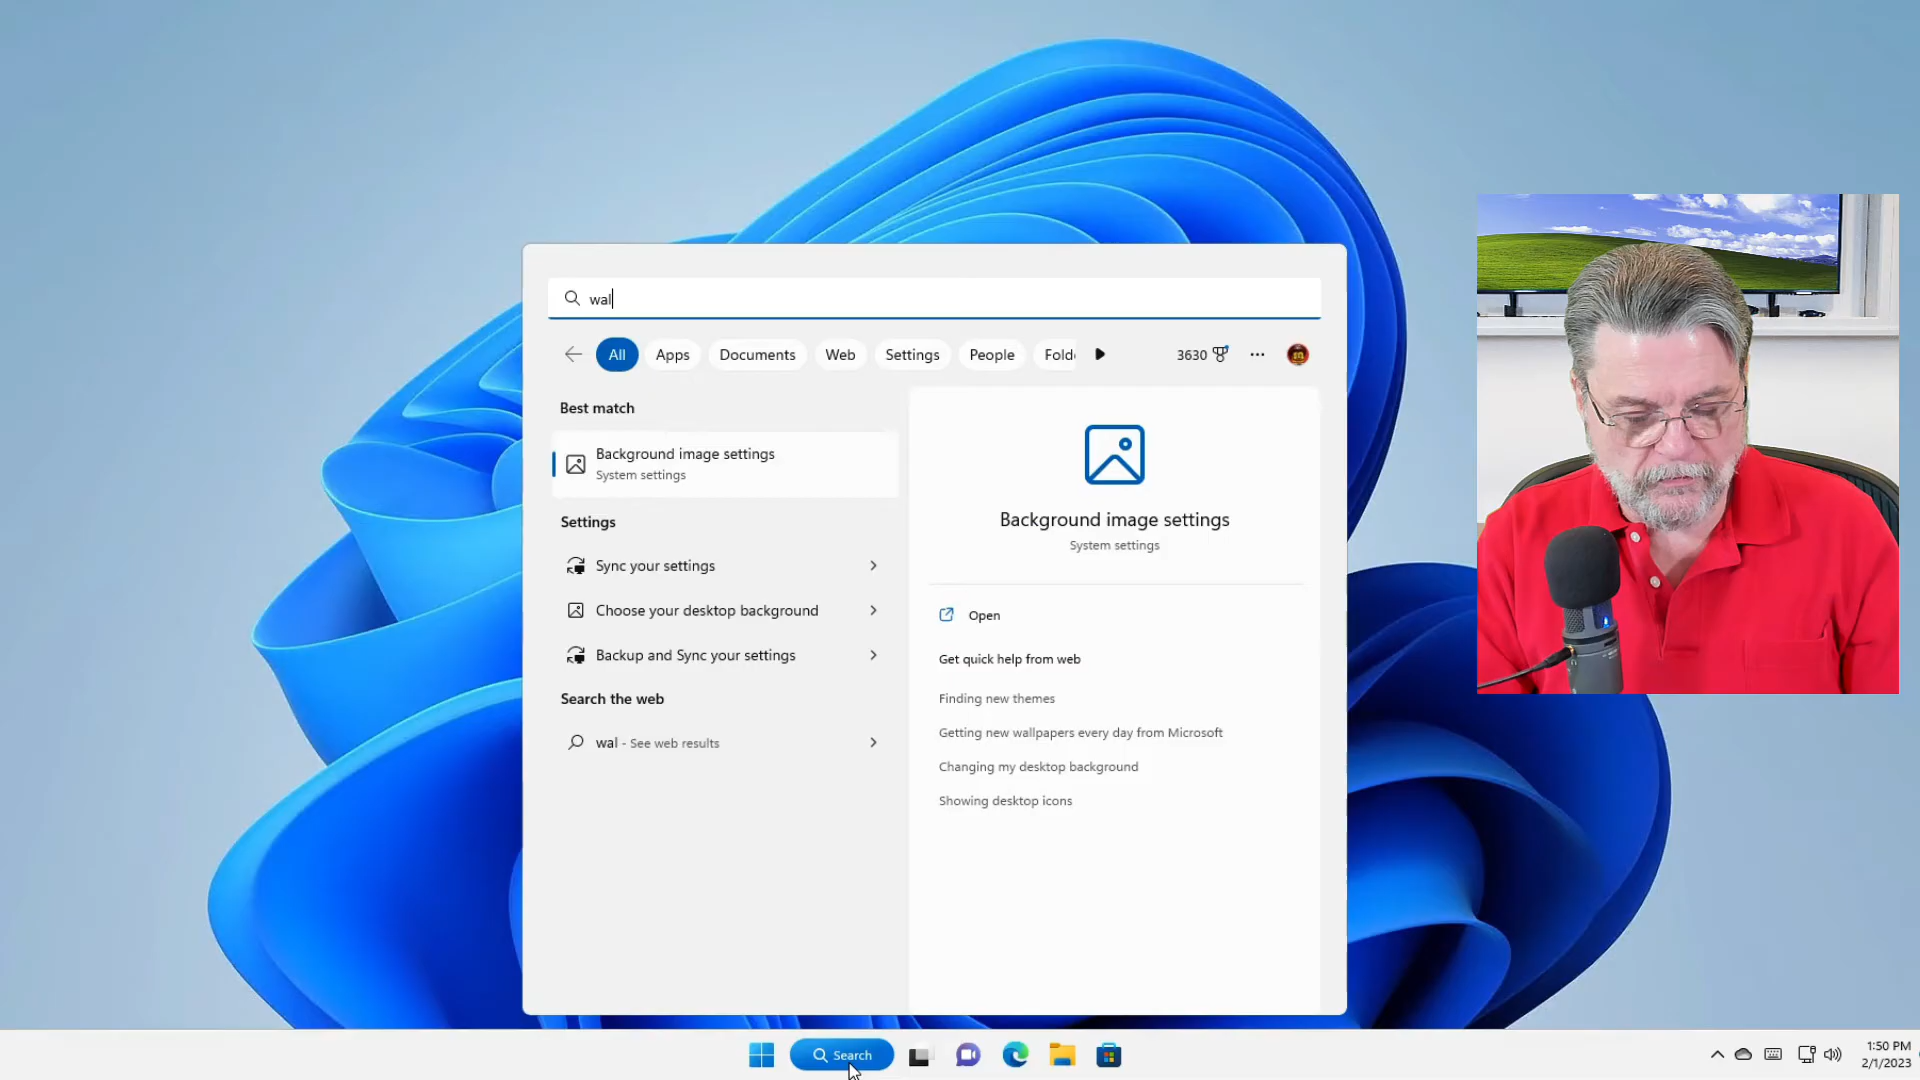 wal
All
Apps
Documents
Web
Settings
People
Fold
3630
Best match
Background image settings
System settings
Settings
Sync your settings
Choose your desktop background
Backup and Sync your settings
Search the web
wal - See web results
Background image settings
System settings
Open
Get quick help from web
Finding new themes
Getting new wallpapers every day from Microsoft
Changing my desktop background
Showing desktop icons
Search
1:50 PM
2/1/2023